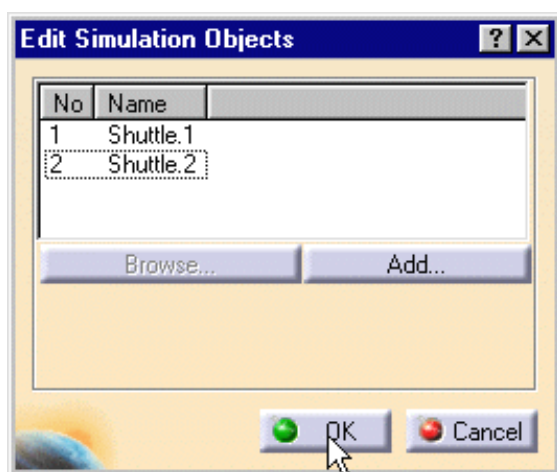 Edit Simulation Objects ? X
No Name
1 Shuttle.1
2 Shuttle.2
Browse... Add...
OK Cancel